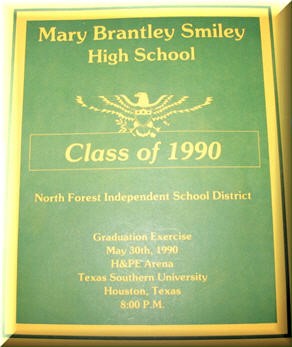 Mary Brantley Smiley
High School
Class of 1990
North Forest Independent School District
Graduation Exercise
May 30th, 1990
H&PE Arena
Texas Southern University
Houston, Texas
8:00 P.M.